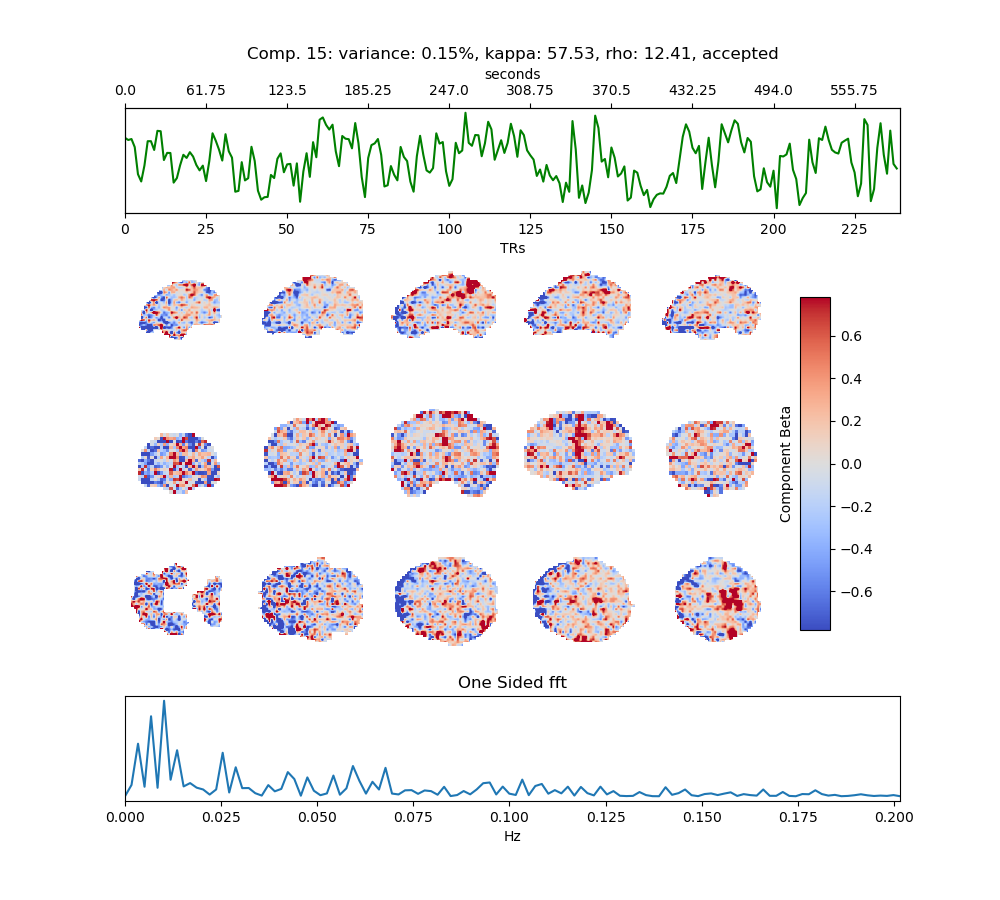 Comp. 15: variance: 0.15%, kappa: 57.53, rho: 12.41, accepted
seconds
0.0 61.75 123.5 185.25 247.0 308.75 370.5 432.25 494.0 555.75
0 25 50 75 100 125 150 175 200 225
TRs
0.6
0.4
0.2
0.0
−0.2
−0.4
−0.6
Component Beta
One Sided fft
0.000 0.025 0.050 0.075 0.100 0.125 0.150 0.175 0.200
Hz